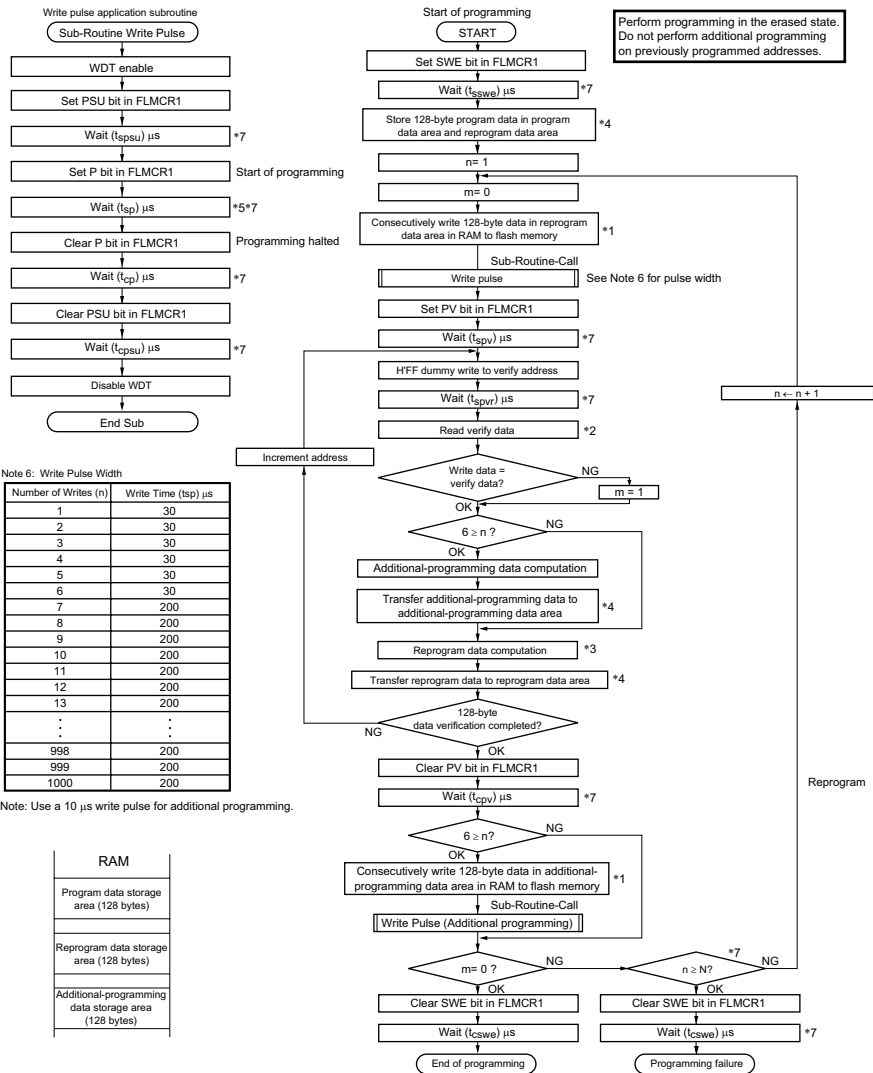 Write pulse application subroutine
Sub-Routine Write Pulse
WDT enable
Set PSU bit in FLMCR1
Wait (tspsu) μs
*7
Set P bit in FLMCR1
Start of programming
Wait (tsp) μs
*5*7
Clear P bit in FLMCR1
Programming halted
Wait (tcp) μs
*7
Clear PSU bit in FLMCR1
Wait (tcpsu) μs
*7
Disable WDT
End Sub
Note 6: Write Pulse Width
Number of Writes (n) Write Time (tsp) μs
1 30
2 30
3 30
4 30
5 30
6 30
7 200
8 200
9 200
10 200
11 200
12 200
13 200
998 200
999 200
1000 200
Note: Use a 10 μs write pulse for additional programming.
RAM
Program data storage
area (128 bytes)
Reprogram data storage
area (128 bytes)
Additional-programming
data storage area
(128 bytes)
Start of programming
START
Perform programming in the erased state.
Do not perform additional programming
on previously programmed addresses.
Set SWE bit in FLMCR1
Wait (tsswe) μs
*7
Store 128-byte program data in program
data area and reprogram data area
*4
n= 1
m= 0
Consecutively write 128-byte data in reprogram
data area in RAM to flash memory
*1
Sub-Routine-Call
Write pulse
See Note 6 for pulse width
Set PV bit in FLMCR1
Wait (tspv) μs
*7
H'FF dummy write to verify address
Wait (tspvr) μs
*7
n ← n + 1
Read verify data
*2
Increment address
Write data =
verify data?
NG
m = 1
OK
6 ≥ n ?
NG
OK
Additional-programming data computation
Transfer additional-programming data to
additional-programming data area
*4
Reprogram data computation
*3
Transfer reprogram data to reprogram data area
*4
128-byte
data verification completed?
NG
OK
Clear PV bit in FLMCR1
Reprogram
Wait (tcpv) μs
*7
6 ≥ n?
NG
OK
Consecutively write 128-byte data in additional-
programming data area in RAM to flash memory
*1
Sub-Routine-Call
Write Pulse (Additional programming)
m= 0 ?
NG
*7
n ≥ N?
NG
OK
OK
Clear SWE bit in FLMCR1
Clear SWE bit in FLMCR1
Wait (tcswe) μs
Wait (tcswe) μs
*7
End of programming
Programming failure